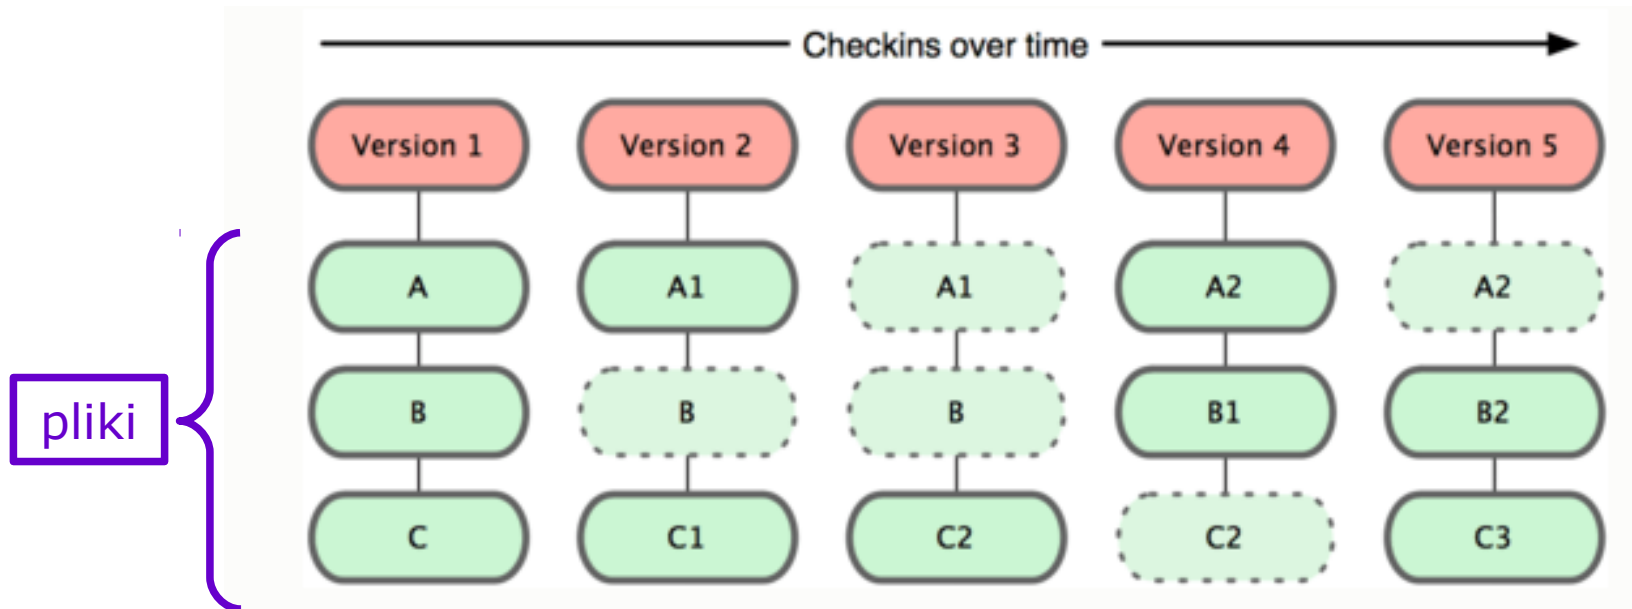 Checkins over time
Version 1 Version 2 Version 3 Version 4 Version 5
A A1 A1 A2 A2
pliki B B B B1 B2
C C1 C2 C2 C3